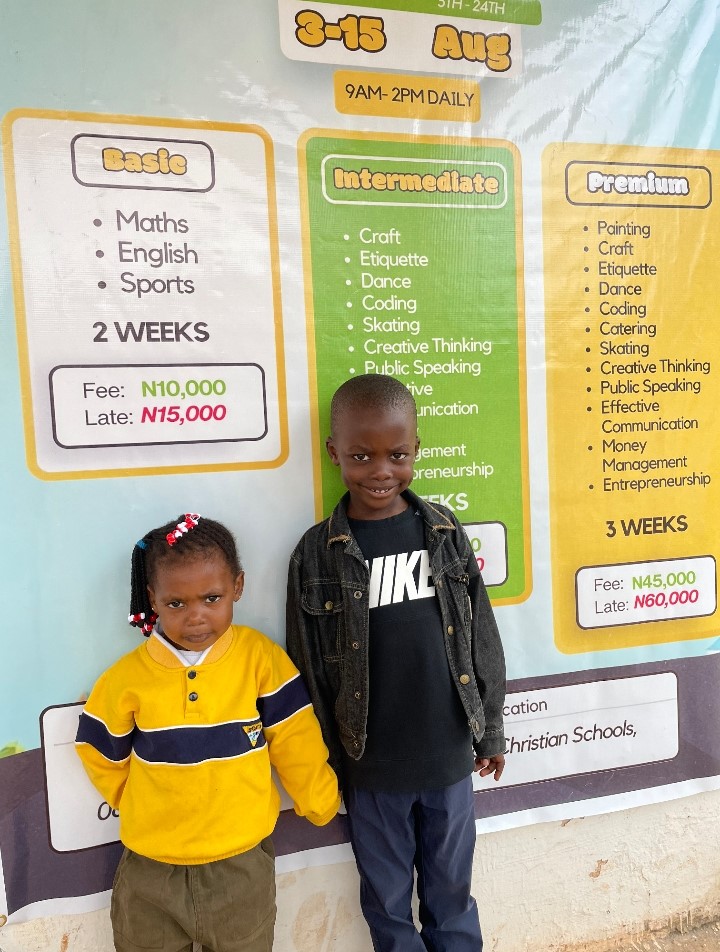 5TH - 24TH
3-15 Aug
9AM- 2PM DAILY
Basic
• Maths
• English
• Sports
2 WEEKS
Fee: N10,000
Late: N15,000
Intermediate
• Craft
• Etiquette
• Dance
• Coding
• Skating
• Creative Thinking
• Public Speaking
Premium
• Painting
• Craft
• Etiquette
• Dance
• Coding
• Catering
• Skating
• Creative Thinking
• Public Speaking
• Effective
Communication
• Money
Management
• Entrepreneurship
3 WEEKS
Fee: N45,000
Late: N60,000
Christian Schools,
NIKE